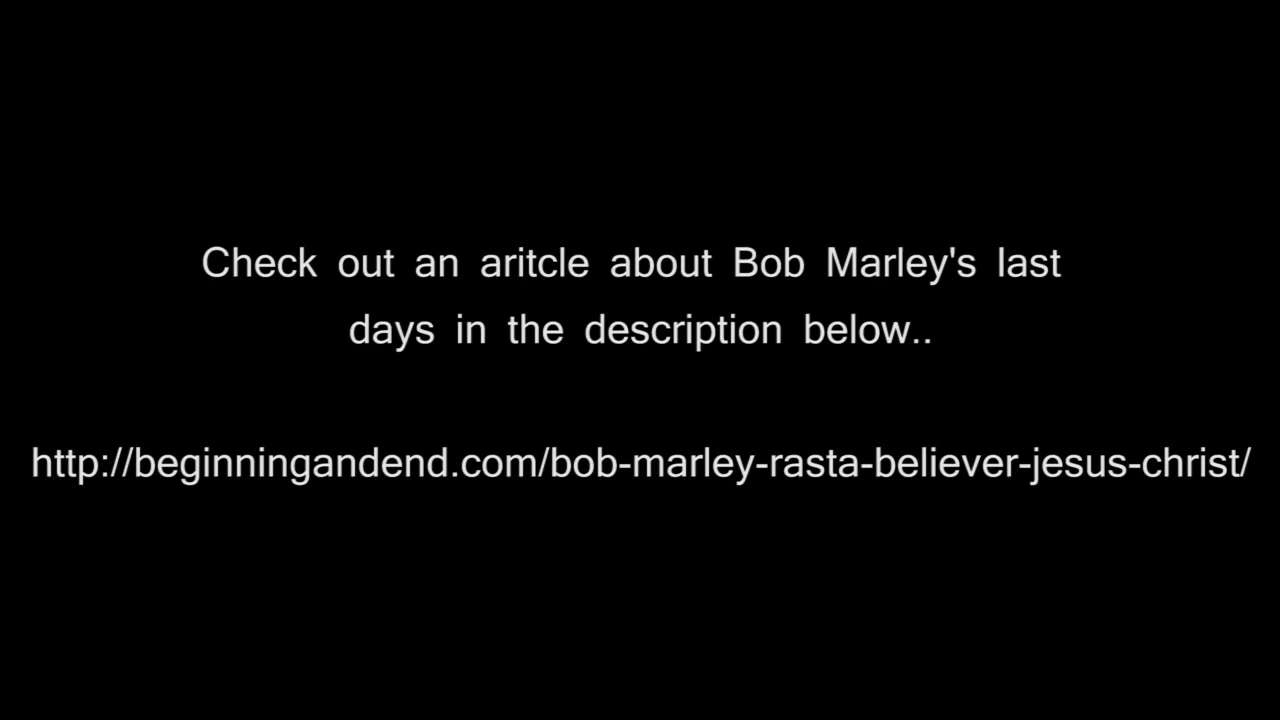 Check out an aritcle about Bob Marley's last
days in the description below..
http://beginningandend.com/bob-marley-rasta-believer-jesus-christ/